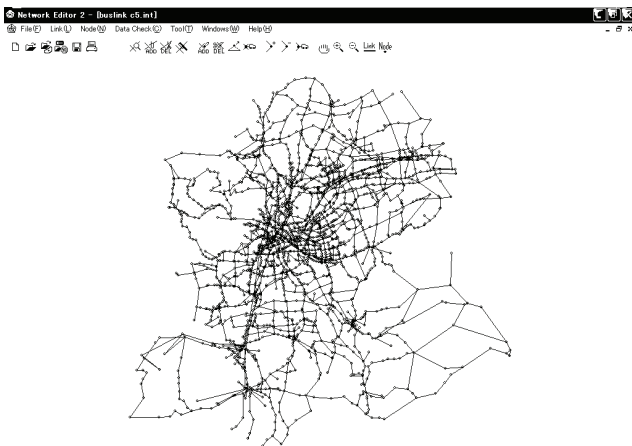 Network Editor 2 - [buslink c5.int]
File(F) Link(L) Node(N) Data Check(C) Tool(T) Windows(W) Help(H)
ADD DEL ADD DEL Link Node